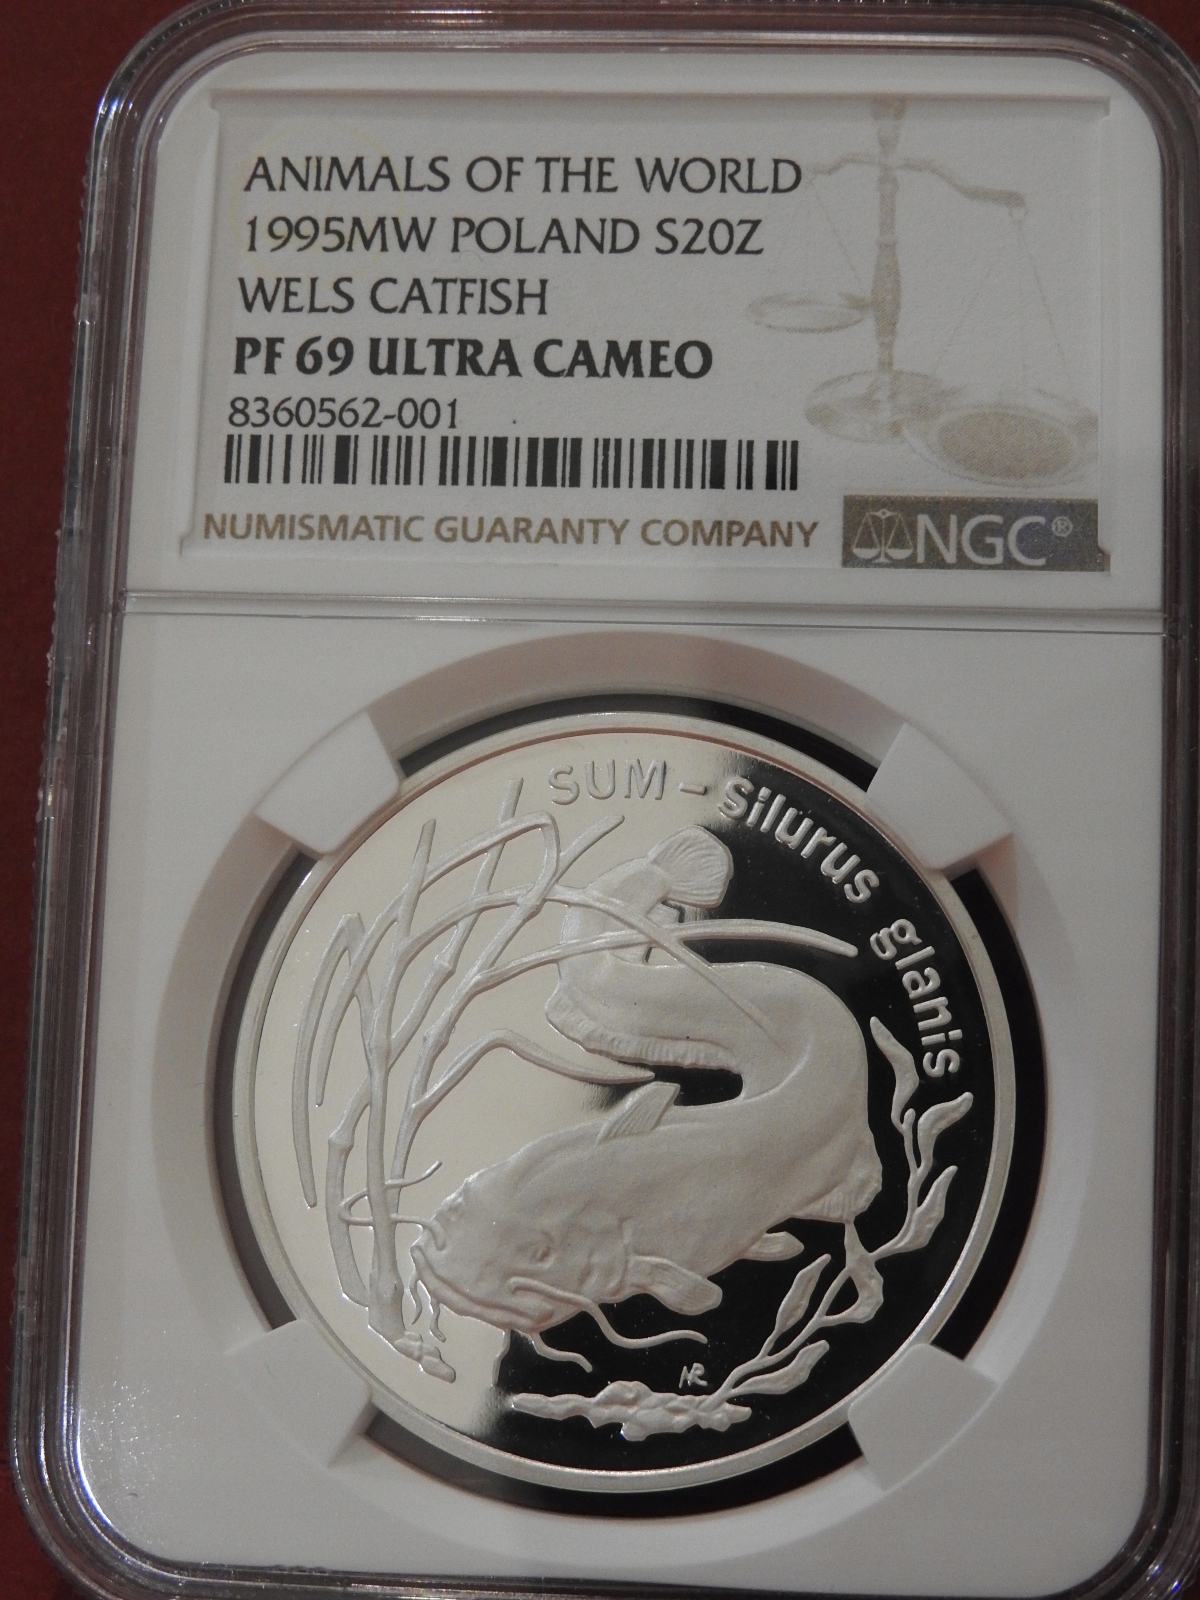 ANIMALS OF THE WORLD
1995MW POLAND S20Z
WELS CATFISH
PF 69 ULTRA CAMEO
8360562-001
NUMISMATIC GUARANTY COMPANY
NGC®
SUM - Silurus glanis
NR